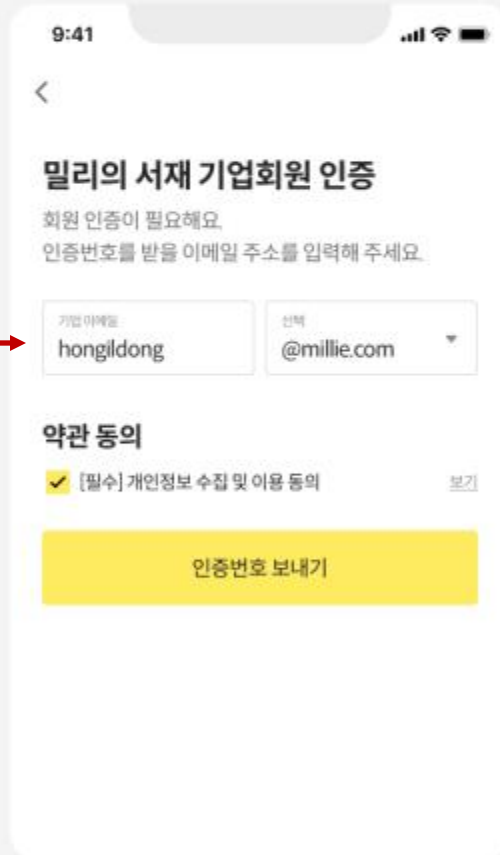 9:41
밀리의 서재 기업회원 인증
회원 인증이 필요해요.
인증번호를 받을 이메일 주소를 입력해 주세요.
기업 이메일
선택
hongildong
@millie.com
약관 동의
[필수] 개인정보 수집 및 이용 동의
보기
인증번호 보내기